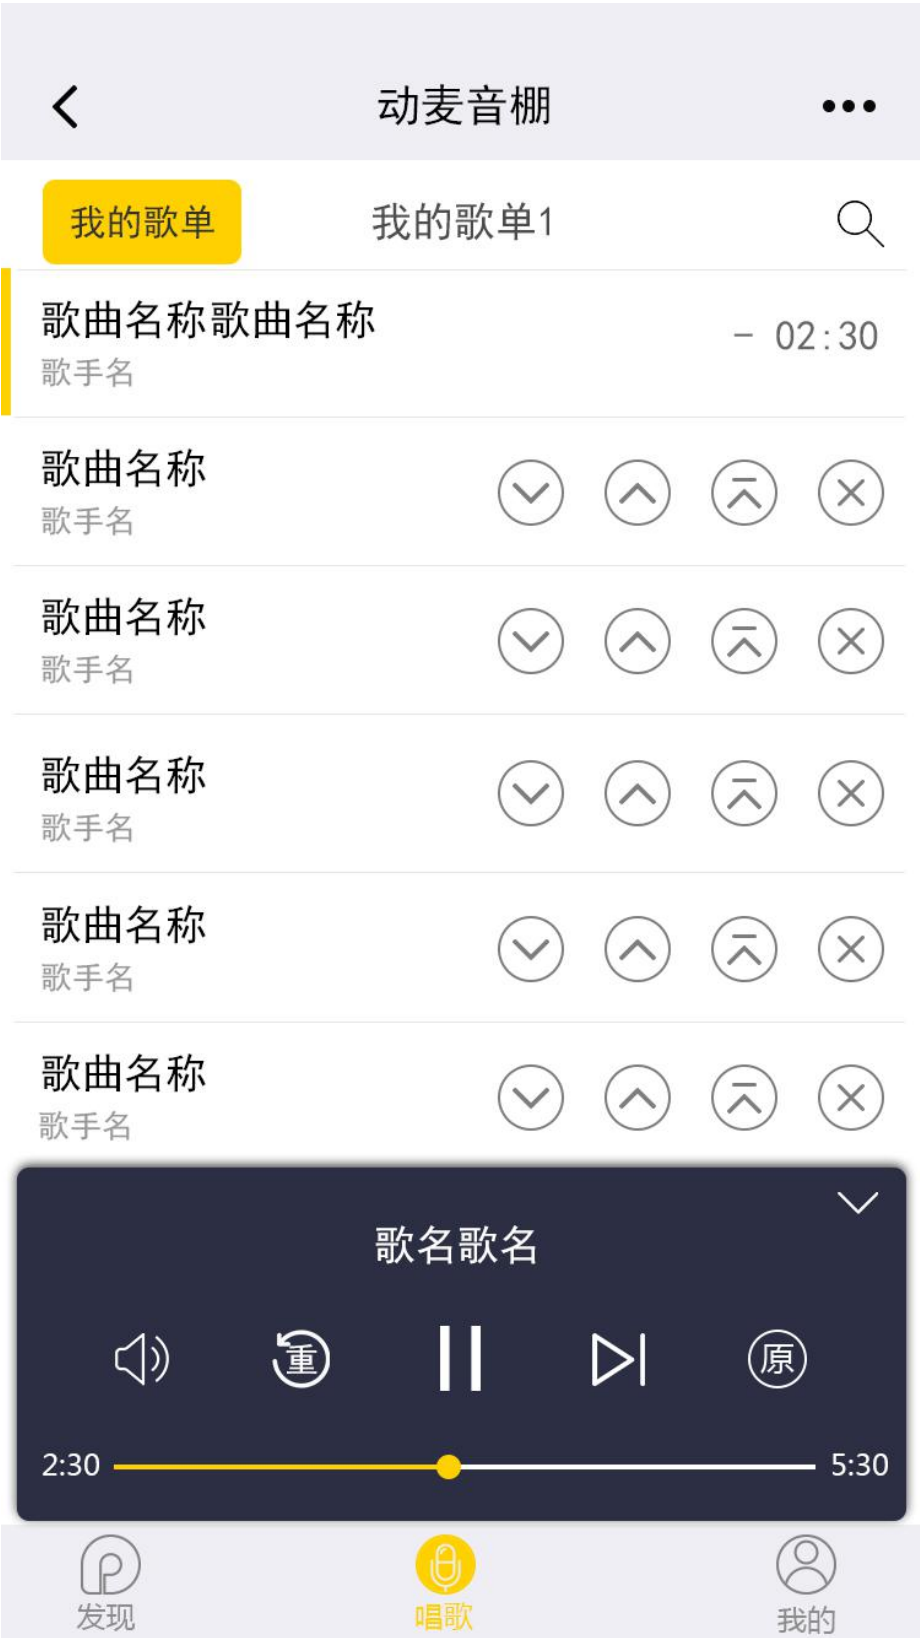 动麦音棚
我的歌单 我的歌单1
歌曲名称歌曲名称
歌手名
- 02:30
歌曲名称
歌手名
歌曲名称
歌手名
歌曲名称
歌手名
歌曲名称
歌手名
歌曲名称
歌手名
歌名歌名
重 原
2:30 5:30
发现 唱歌 我的